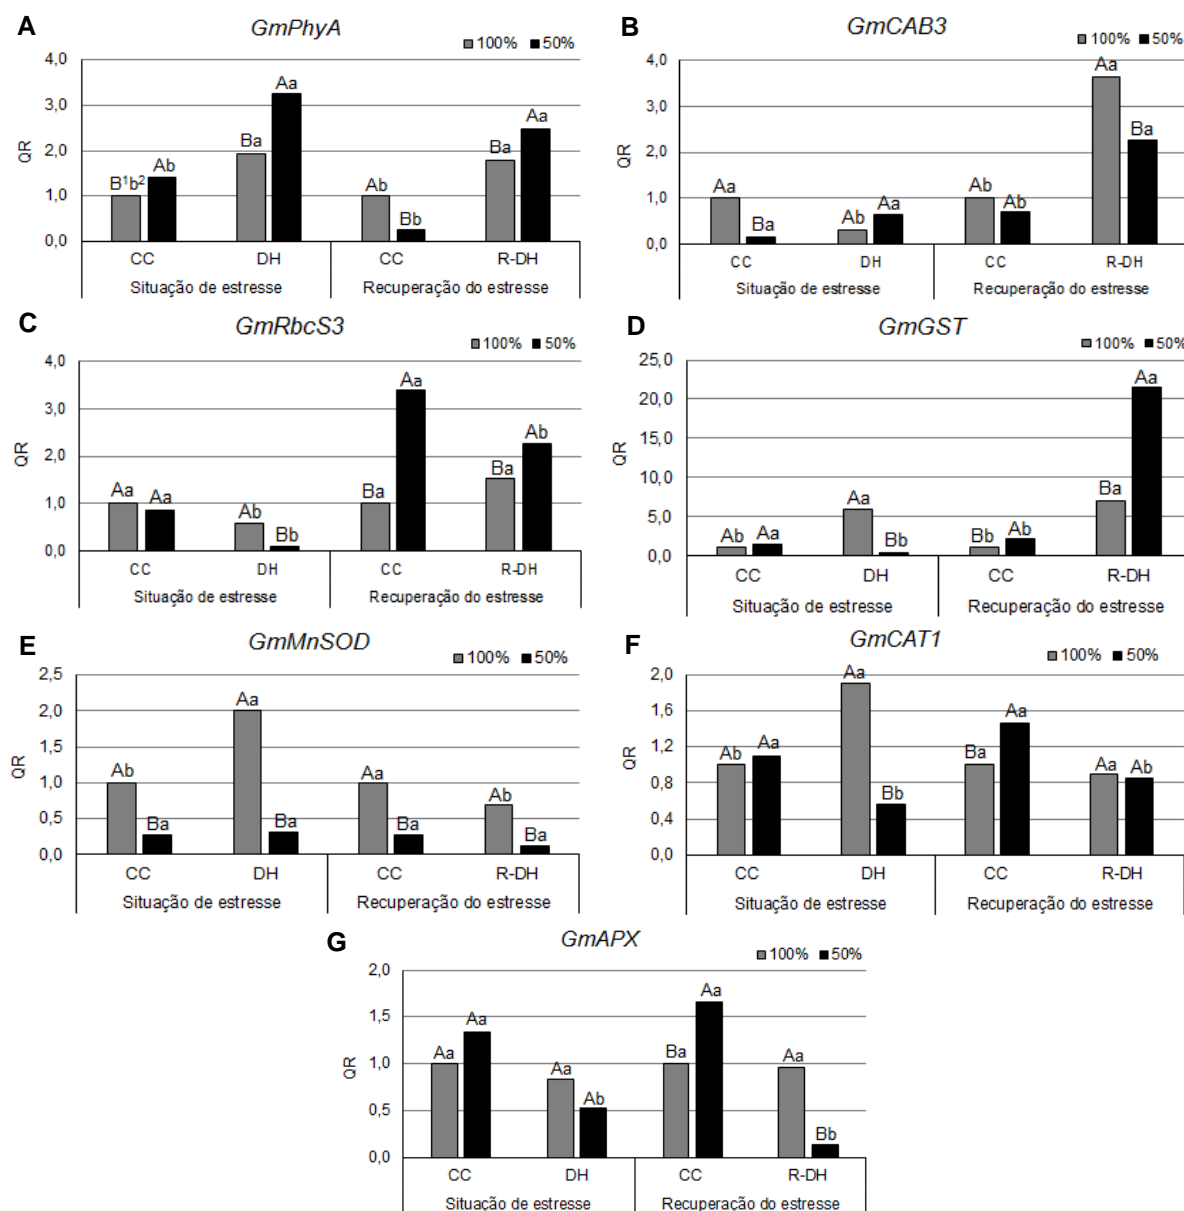 A
GmPhyA
100% 50%
4,0
3,0
2,0
1,0
0,0
QR
B¹b² Ab Ba Aa Ab Bb Ba Aa
CC DH CC R-DH
Situação de estresse Recuperação do estresse
B
GmCAB3
100% 50%
4,0
3,0
2,0
1,0
0,0
QR
Aa Ba Ab Aa Ab Ab Aa Ba
CC DH CC R-DH
Situação de estresse Recuperação do estresse
C
GmRbcS3
100% 50%
4,0
3,0
2,0
1,0
0,0
QR
Aa Aa Ab Bb Ba Aa Ba Ab
CC DH CC R-DH
Situação de estresse Recuperação do estresse
D
GmGST
100% 50%
25,0
20,0
15,0
10,0
5,0
0,0
QR
Ab Aa Aa Bb Bb Ab Ba Aa
CC DH CC R-DH
Situação de estresse Recuperação do estresse
E
GmMnSOD
100% 50%
2,5
2,0
1,5
1,0
0,5
0,0
QR
Ab Ba Aa Ba Aa Ba Ab Ba
CC DH CC R-DH
Situação de estresse Recuperação do estresse
F
GmCAT1
100% 50%
2,0
1,6
1,2
0,8
0,4
0,0
QR
Ab Aa Aa Bb Ba Aa Aa Ab
CC DH CC R-DH
Situação de estresse Recuperação do estresse
G
GmAPX
100% 50%
2,0
1,5
1,0
0,5
0,0
QR
Aa Aa Aa Ab Ba Aa Aa Bb
CC DH CC R-DH
Situação de estresse Recuperação do estresse